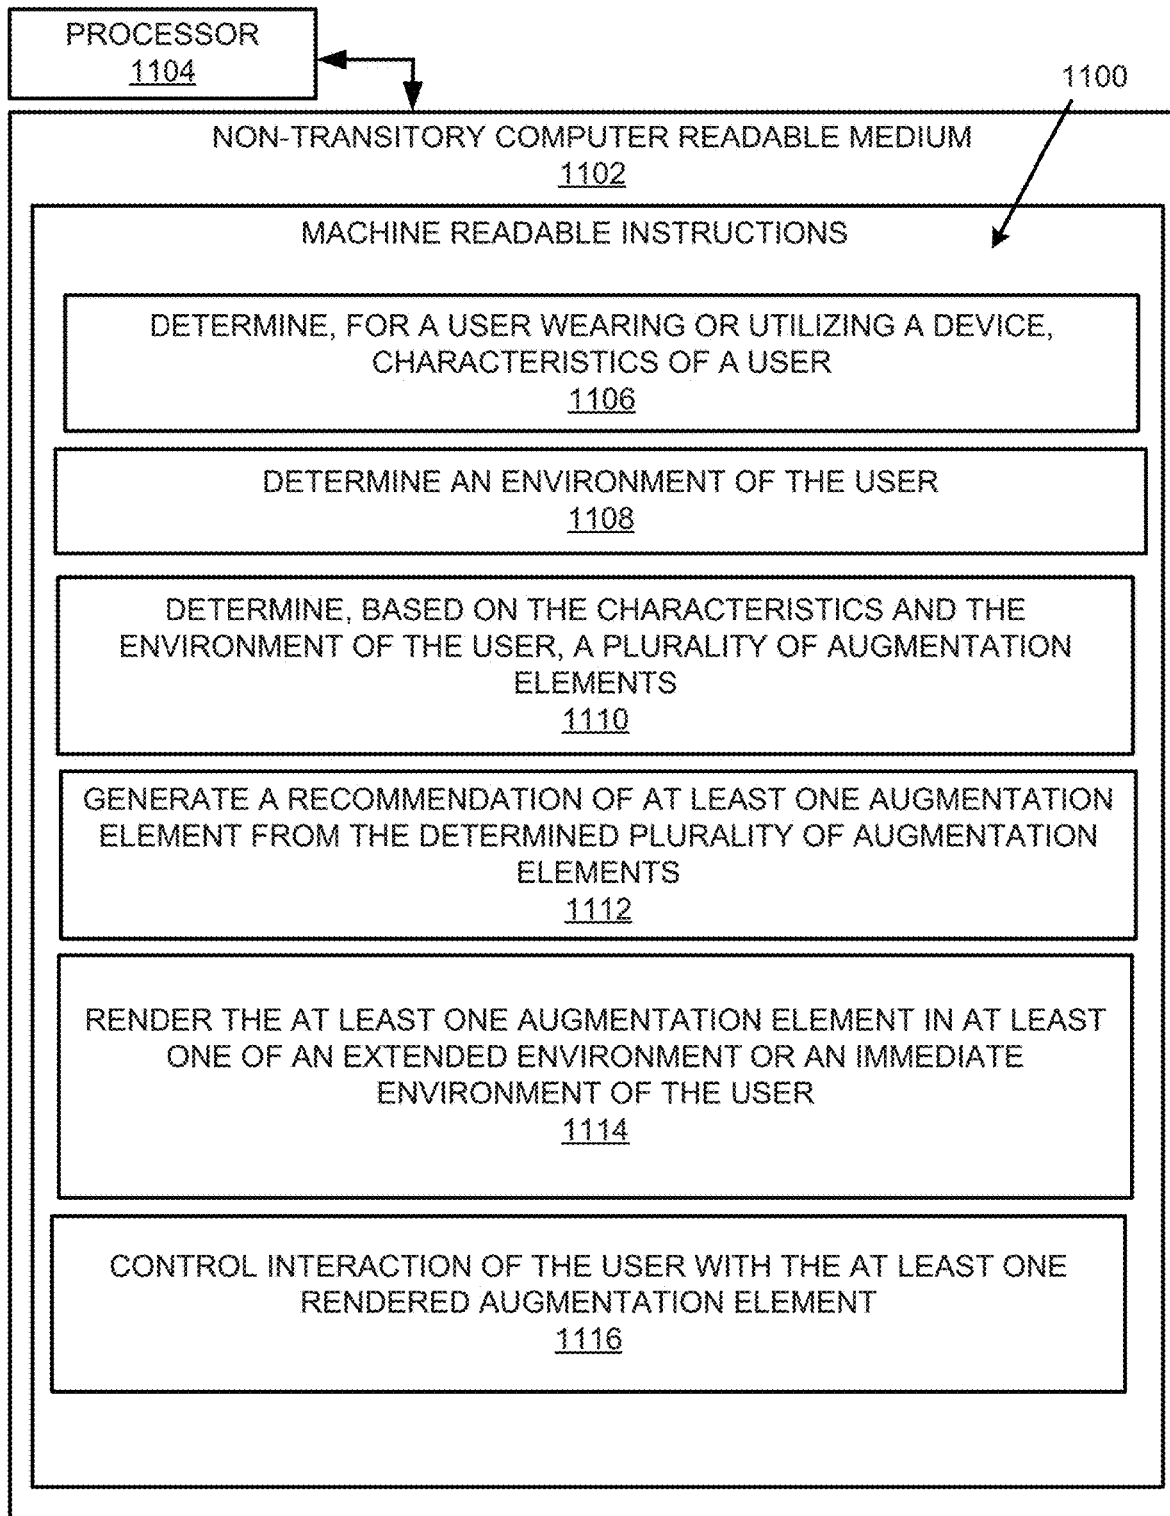 PROCESSOR
1104
1100
NON-TRANSITORY COMPUTER READABLE MEDIUM
1102
MACHINE READABLE INSTRUCTIONS
DETERMINE, FOR A USER WEARING OR UTILIZING A DEVICE,
CHARACTERISTICS OF A USER
1106
DETERMINE AN ENVIRONMENT OF THE USER
1108
DETERMINE, BASED ON THE CHARACTERISTICS AND THE
ENVIRONMENT OF THE USER, A PLURALITY OF AUGMENTATION
ELEMENTS
1110
GENERATE A RECOMMENDATION OF AT LEAST ONE AUGMENTATION
ELEMENT FROM THE DETERMINED PLURALITY OF AUGMENTATION
ELEMENTS
1112
RENDER THE AT LEAST ONE AUGMENTATION ELEMENT IN AT LEAST
ONE OF AN EXTENDED ENVIRONMENT OR AN IMMEDIATE
ENVIRONMENT OF THE USER
1114
CONTROL INTERACTION OF THE USER WITH THE AT LEAST ONE
RENDERED AUGMENTATION ELEMENT
1116